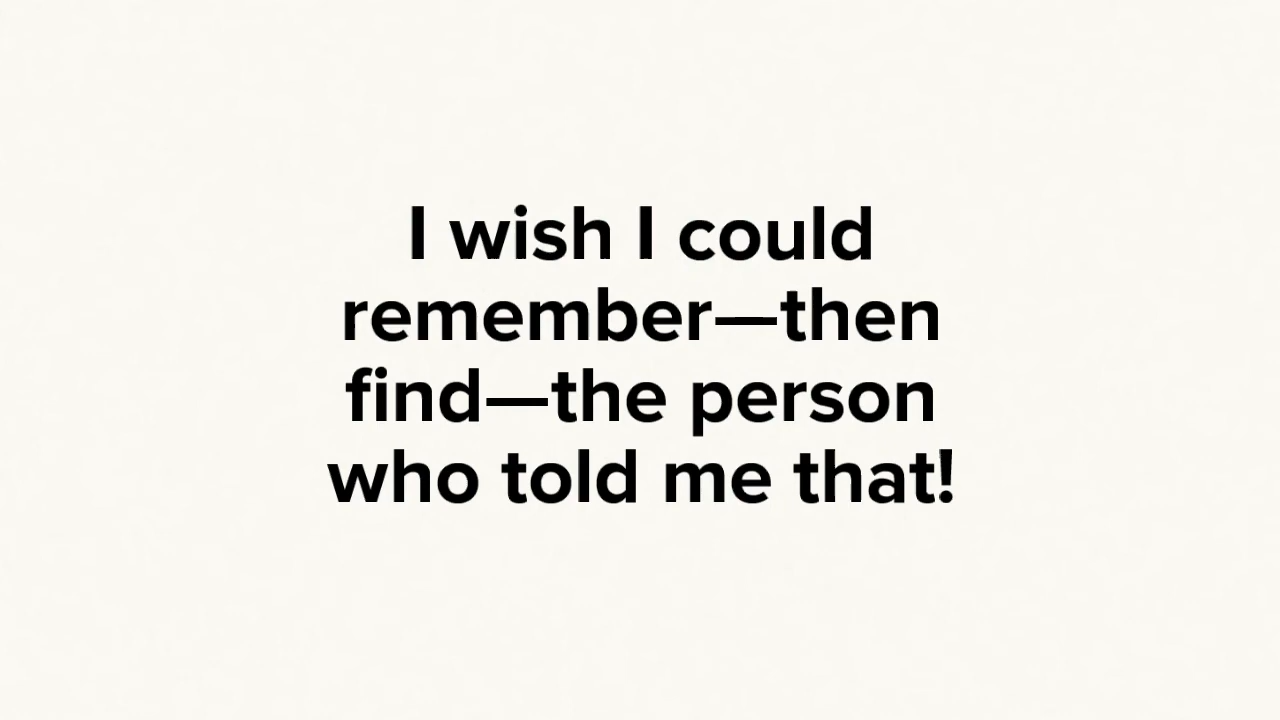 I wish I could
remember—then
find—the person
who told me that!